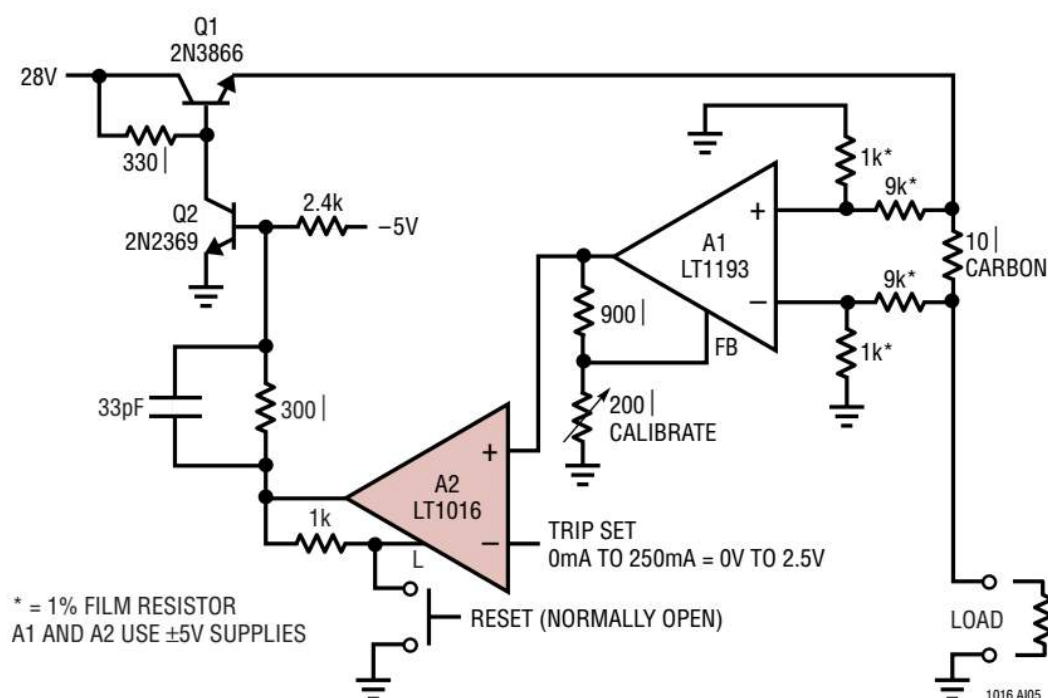 Q1
2N3866
28V
330 |
Q2
2N2369
2.4k
−5V
1k*
9k*
+
A1
LT1193
10 |
CARBON
9k*
−
900 |
FB
1k*
33pF
300 |
200 |
CALIBRATE
+
A2
LT1016
1k
−
TRIP SET
0mA TO 250mA = 0V TO 2.5V
L
* = 1% FILM RESISTOR
A1 AND A2 USE ±5V SUPPLIES
RESET (NORMALLY OPEN)
LOAD
1016 AI05